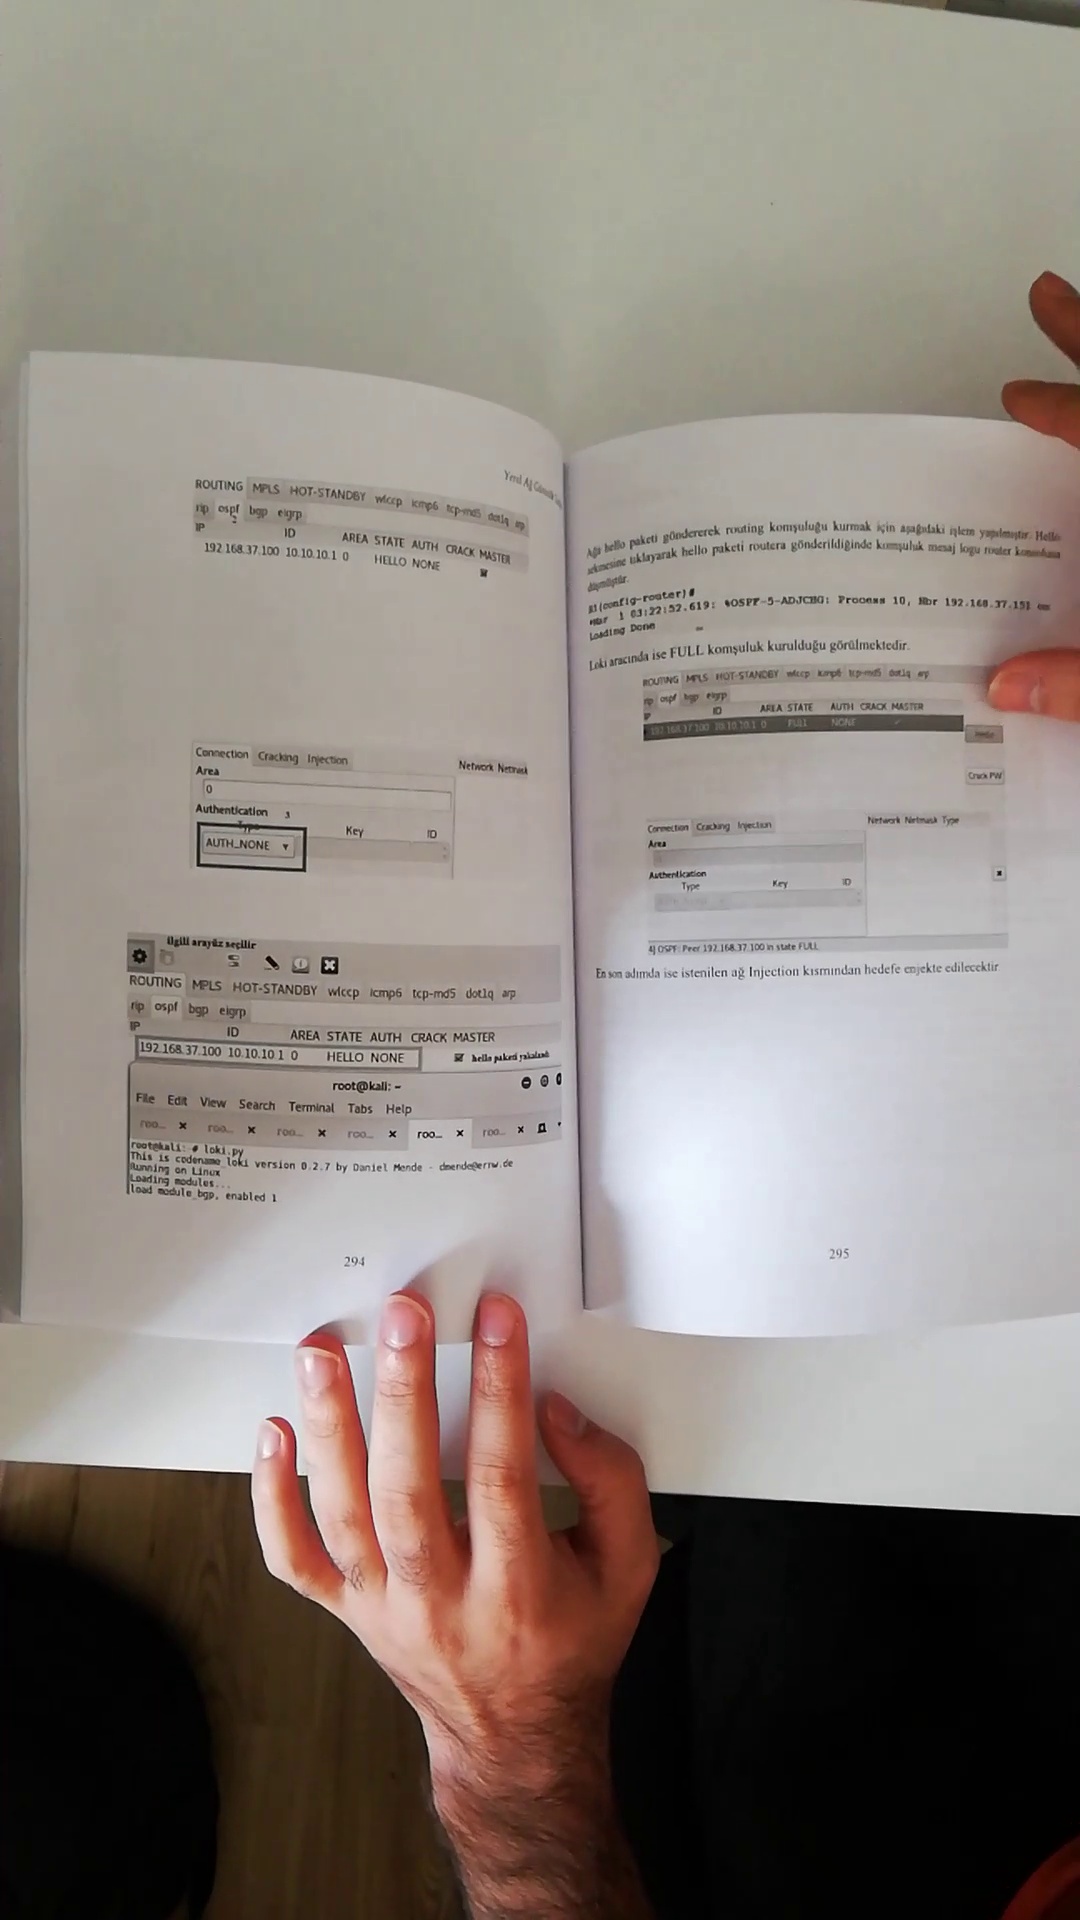 Yerel Ağ
ROUTING MPLS HOT-STANDBY wlccp icmp6 tcp-md5 dot1q arp
rip ospf bgp eigrp
2
IP ID AREA STATE AUTH CRACK MASTER
192.168.37.100 10.10.10.1 0 HELLO NONE
Connection Cracking Injection Network Netmask
Area
0
Authentication 3
Type Key ID
AUTH_NONE
ilgili arayüz seçilir
ROUTING MPLS HOT-STANDBY wlccp icmp6 tcp-md5 dot1q arp
rip ospf bgp eigrp
IP ID AREA STATE AUTH CRACK MASTER
192.168.37.100 10.10.10.1 0 HELLO NONE hello paketi yakalandı
root@kali: ~
File Edit View Search Terminal Tabs Help
roo... × roo... × roo... × roo... × roo... × roo... ×
root@kali:~# loki.py
This is codename loki version 0.2.7 by Daniel Mende - dmende@ernw.de
Running on Linux
Loading modules...
load module_bgp, enabled 1
294
Ağa hello paketi göndererek routing komşuluğu kurmak için aşağıdaki işlem yapılmıştır. Hello
sekmesine tıklayarak hello paketi routera gönderildiğinde komşuluk mesaj logu router konsoluna
düşmüştür.
R1(config-router)#
*Mar 1 03:22:52.619: %OSPF-5-ADJCHG: Process 10, Nbr 192.168.37.151 on
Loading Done
Loki aracında ise FULL komşuluk kurulduğu görülmektedir.
ROUTING MPLS HOT-STANDBY wlccp icmp6 tcp-md5 dot1q arp
rip ospf bgp eigrp
IP ID AREA STATE AUTH CRACK MASTER
192.168.37.100 10.10.10.1 0 FULL NONE
Hello
Crack PW
Connection Cracking Injection Network Netmask Type
Area
Authentication
Type Key ID
OSPF: Peer 192.168.37.100 in state FULL
En son adımda ise istenilen ağ Injection kısmından hedefe enjekte edilecektir
295